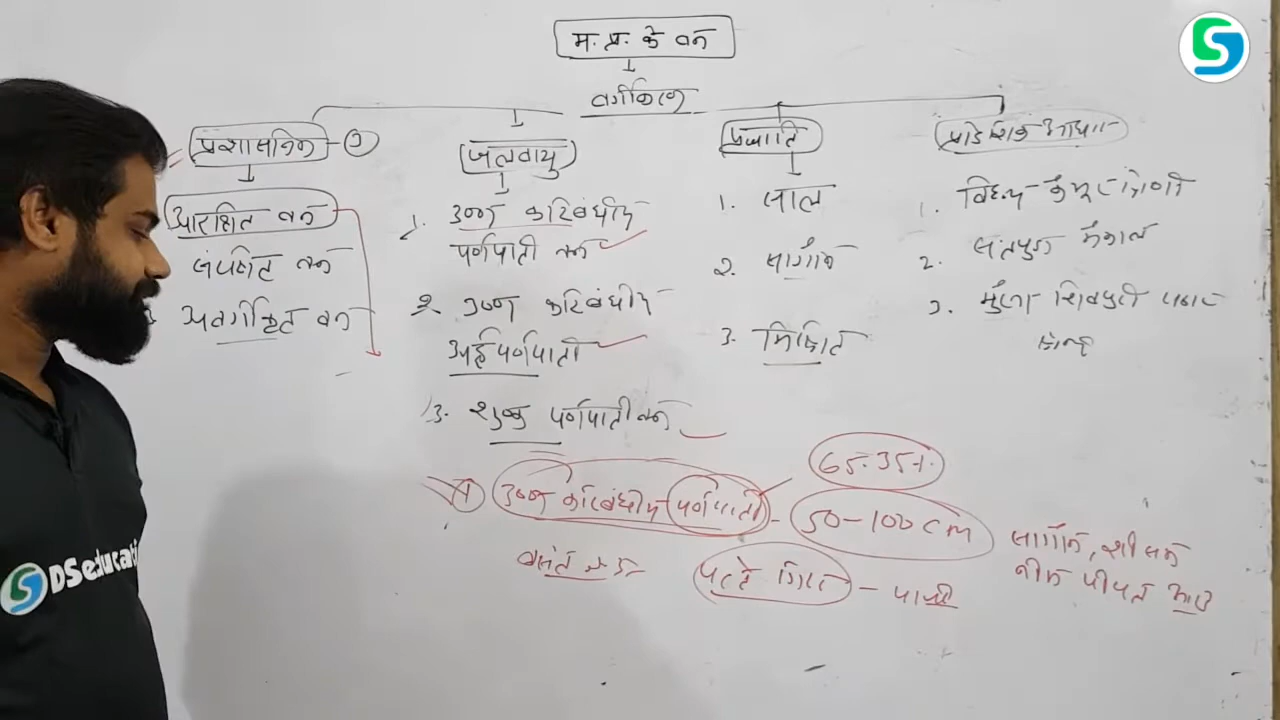 म. प्र. के वन
वर्गीकरण
प्रशासनिक - ①
आरक्षित वन
संरक्षित वन
अवर्गीकृत वन
जलवायु
1. उष्ण कटिबंधीय
पर्णपाती वन
2. उष्ण कटिबंधीय
अर्द्धपर्णपाती
3. शुष्क पर्णपाती वन
प्रजाति
1. साल
2. सागौन
3. मिश्रित
प्रादेशिक आधार
1. विंध्य कैमूर श्रेणी
2. सतपुड़ा मैकाल
3. मुरैना शिवपुरी पठार
① उष्ण कटिबंधीय पर्णपाती - 50-100 cm
65.35%
सागौन, शीशम
नीम पीपल आदि
बसंत ऋतु
पत्ते गिरत - पानी
DSeducati